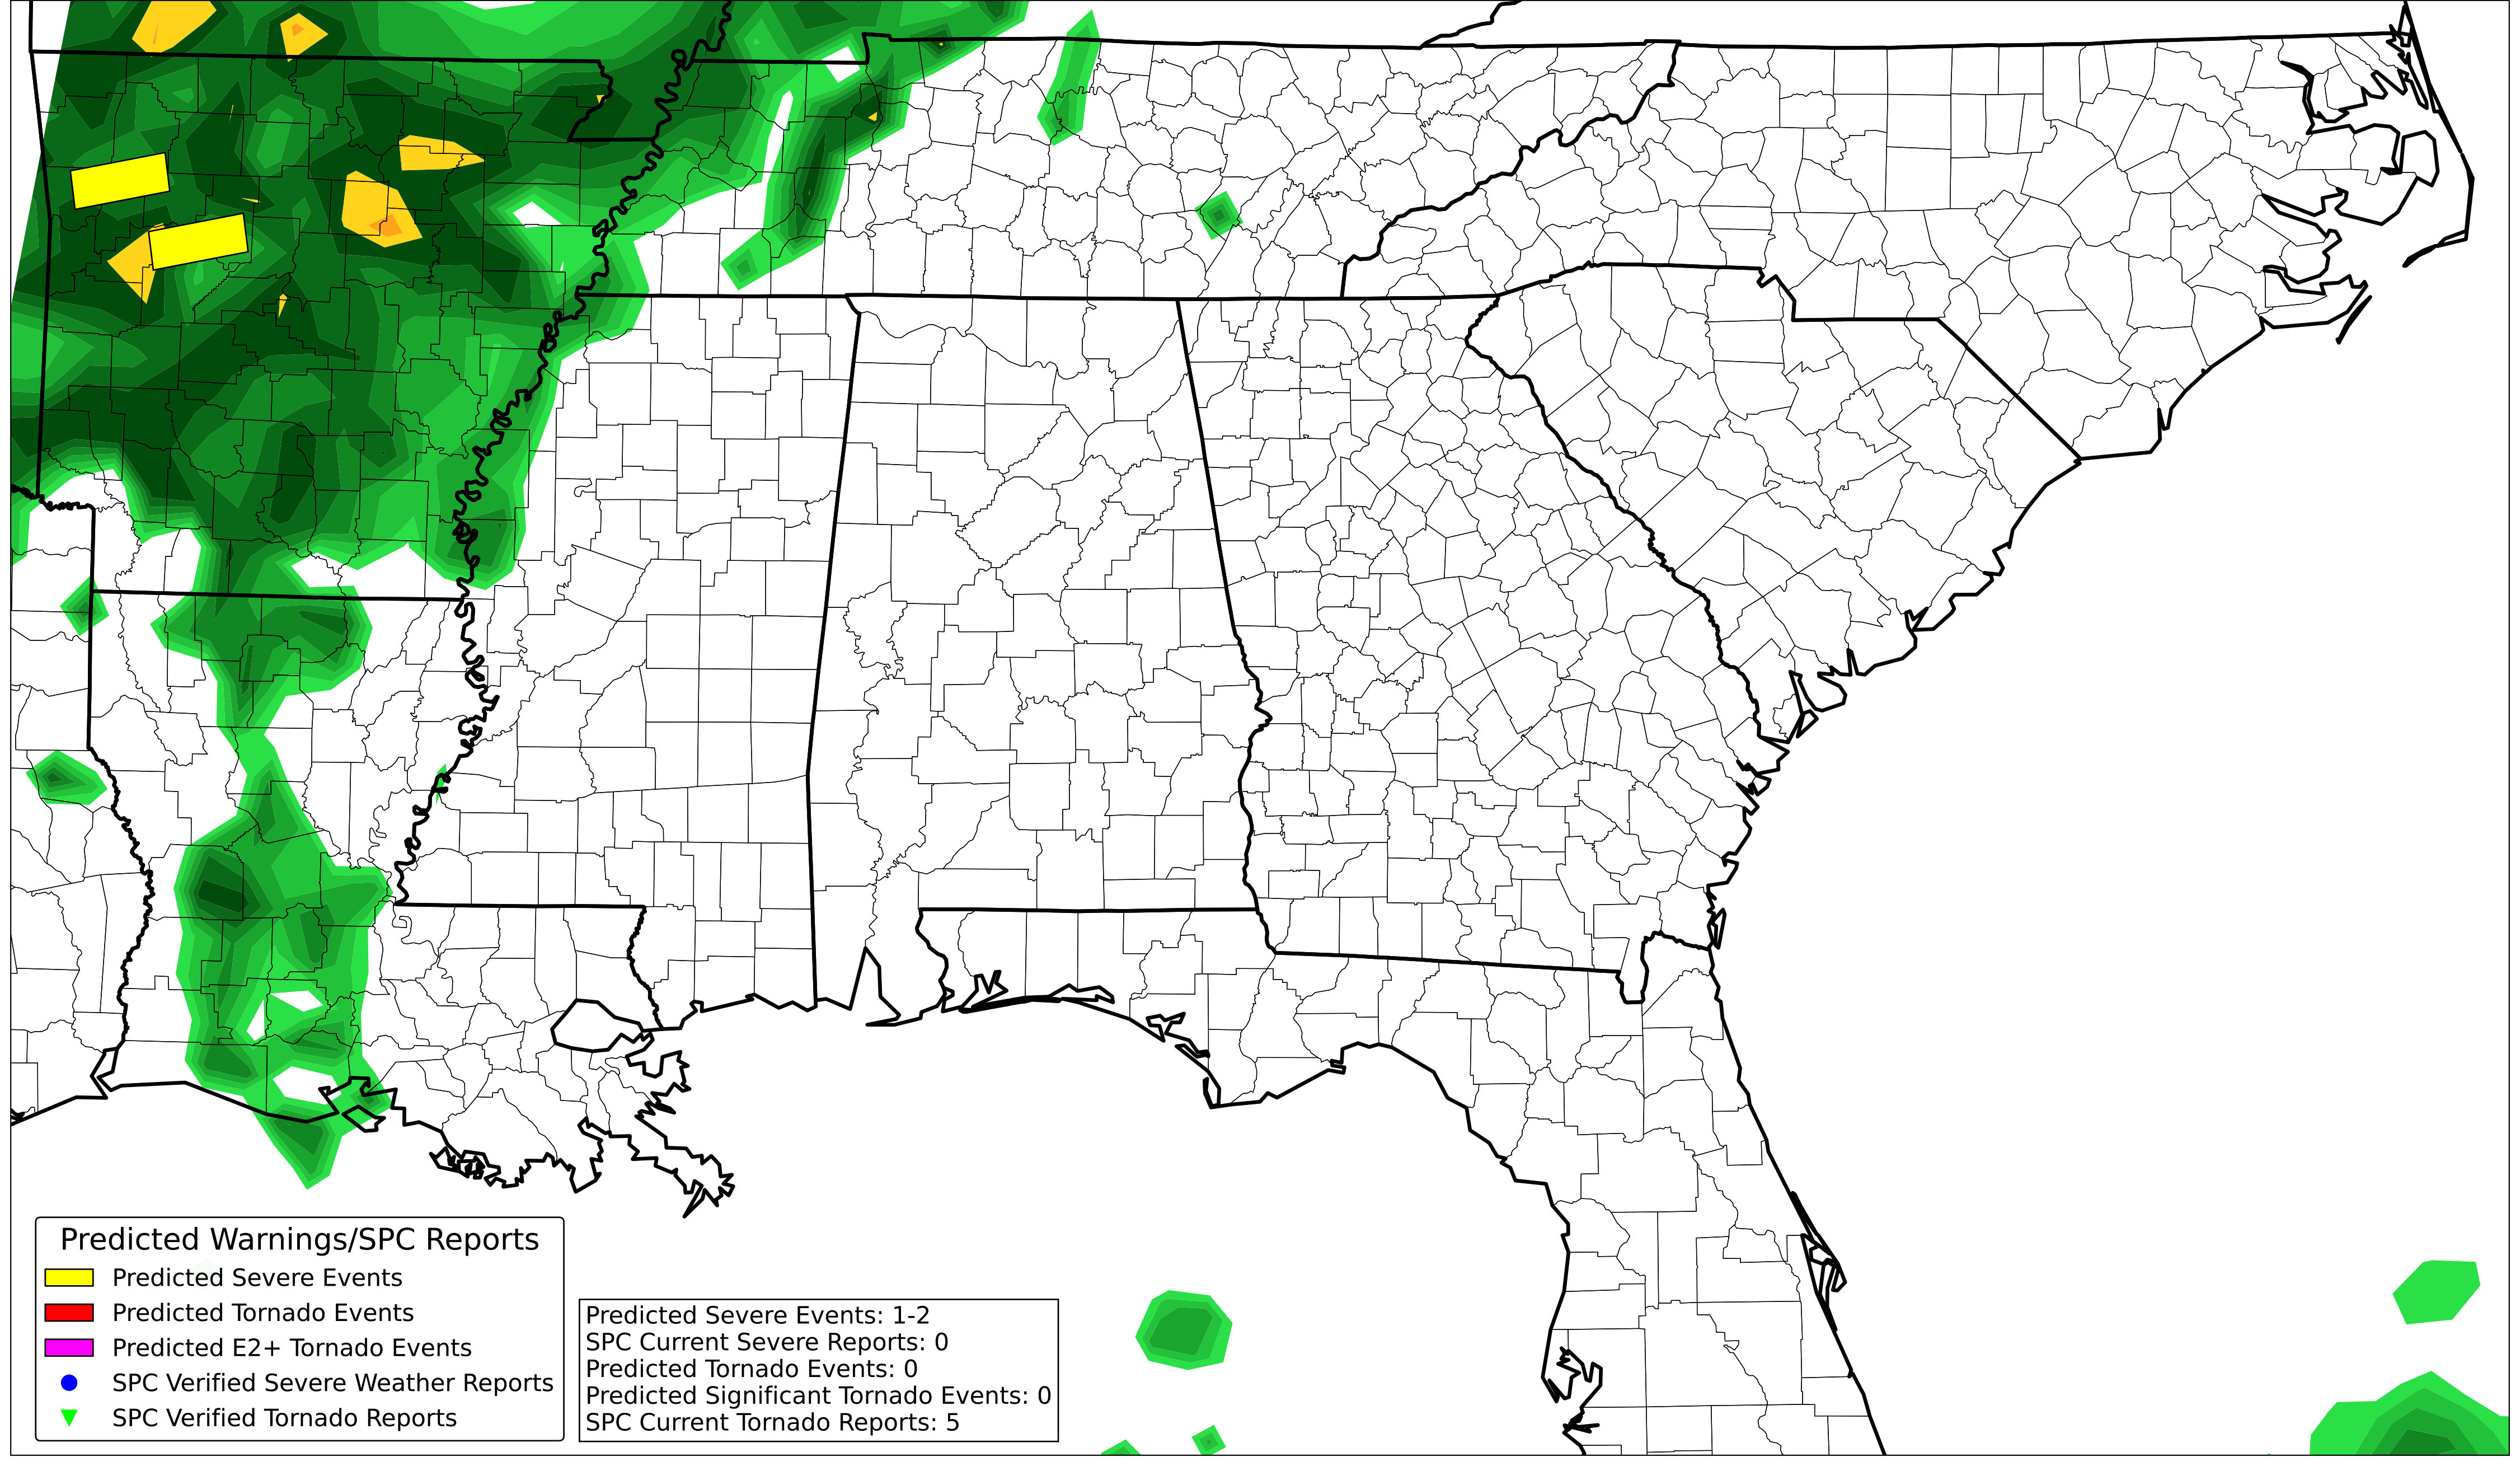 Predicted Warnings/SPC Reports
Predicted Severe Events
Predicted Tornado Events
Predicted E2+ Tornado Events
SPC Verified Severe Weather Reports
SPC Verified Tornado Reports
Predicted Severe Events: 1-2
SPC Current Severe Reports: 0
Predicted Tornado Events: 0
Predicted Significant Tornado Events: 0
SPC Current Tornado Reports: 5